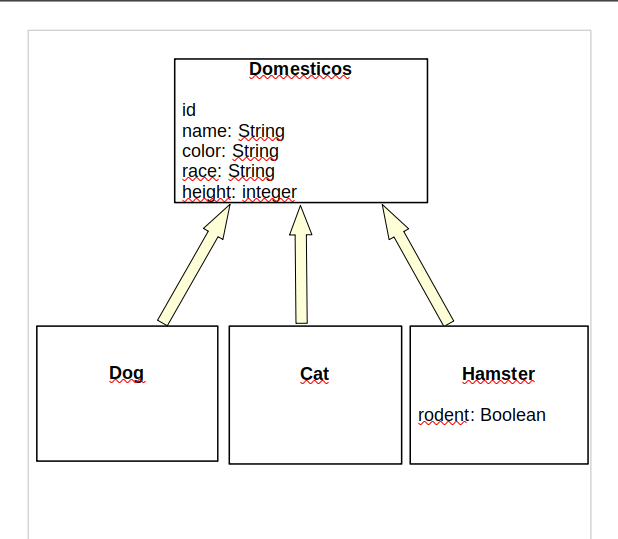 Domesticos
id
name: String
color: String
race: String
height: integer
Dog
Cat
Hamster
rodent: Boolean